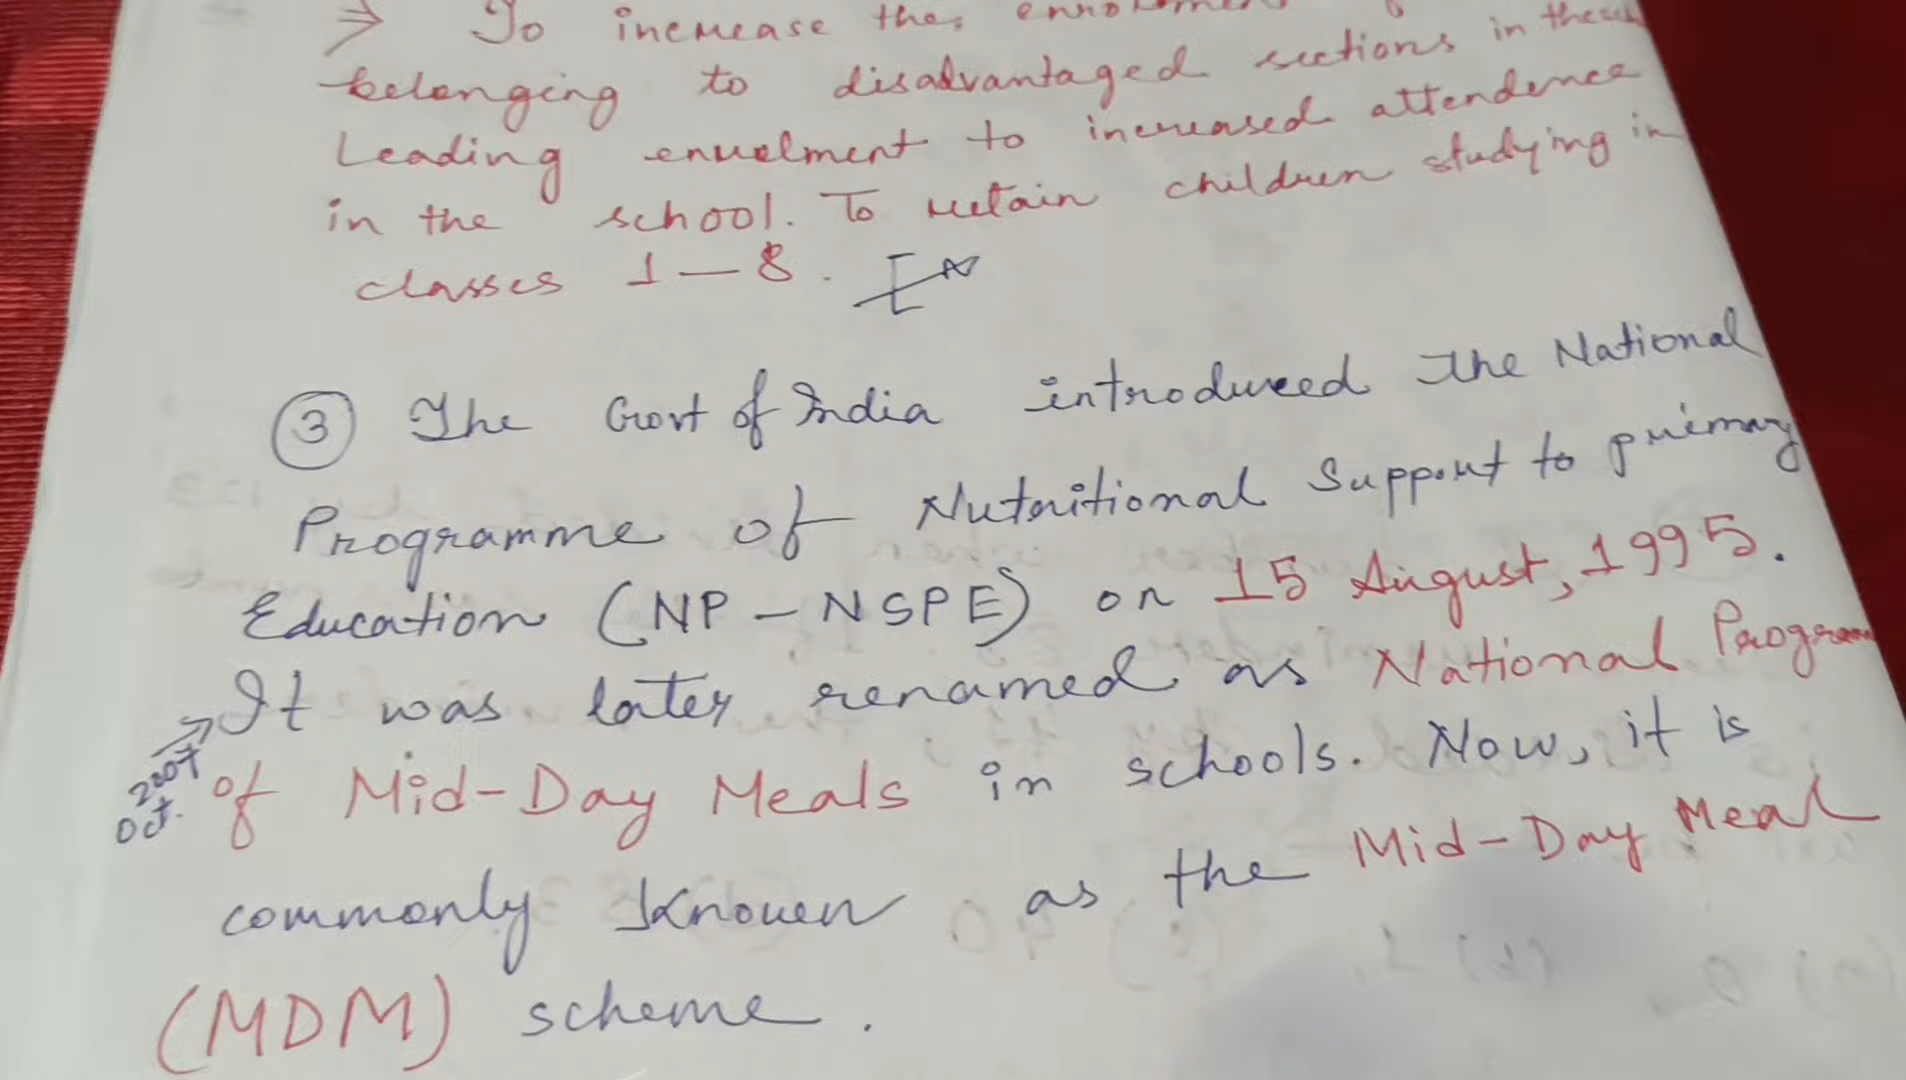 ⇒ To increase the enrolment
belonging to disadvantaged sections in the sch
Leading enrolment to increased attendence
in the school. To retain children studying in
classes 1 — 8.
③ The Govt of India introduced the National
Programme of Nutritional Support to primary
Education (NP - NSPE) on 15 August, 1995.
→ It was later renamed as National Program
2007 Oct.
of Mid-Day Meals in schools. Now, it is
commonly known as the Mid-Day Meal
(MDM) scheme.